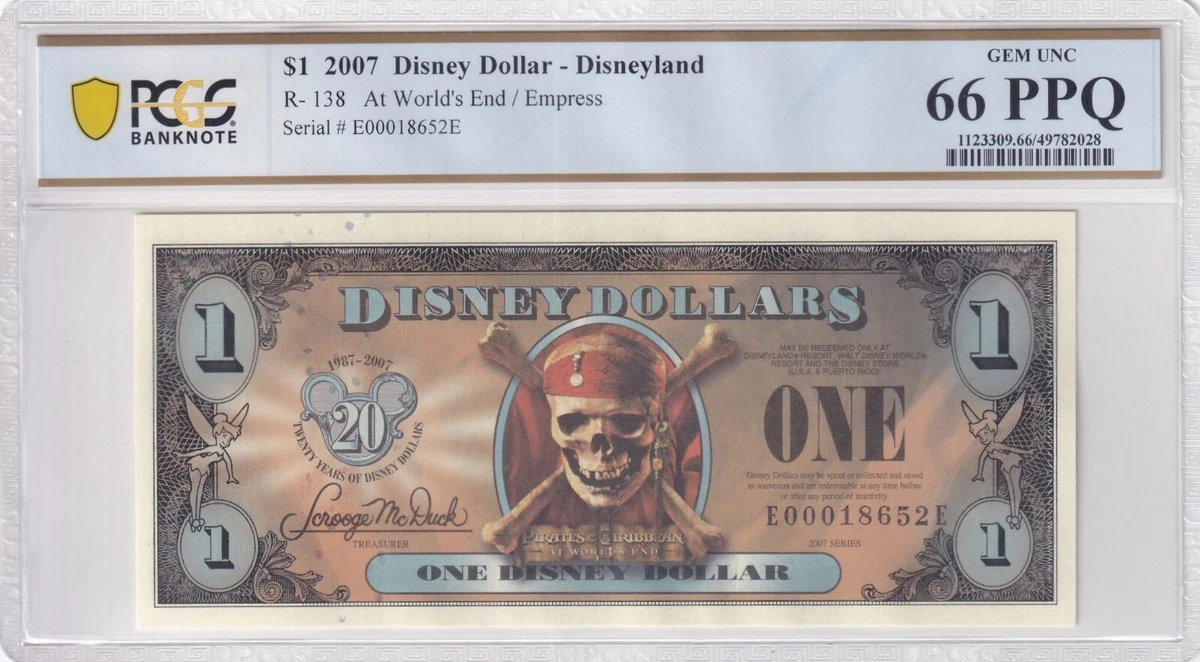 $1 2007 Disney Dollar - Disneyland
R- 138 At World's End / Empress
Serial # E00018652E
PCGS
BANKNOTE
GEM UNC
66 PPQ
1123309.66/49782028
DISNEY DOLLARS
1
1
1987-2007
20
TWENTY YEARS OF DISNEY DOLLARS
MAY BE REDEEMED ONLY AT
DISNEYLAND® RESORT, WALT DISNEY WORLD®
RESORT AND THE DISNEY STORE
(U.S.A. & PUERTO RICO)
ONE
Disney Dollars may be spent or collected and saved
as souvenirs and are redeemable at any time before
or after any period of inactivity.
Scrooge McDuck
TREASURER
E00018652E
2007 SERIES
PIRATES of the CARIBBEAN
AT WORLD'S END
1
1
ONE DISNEY DOLLAR